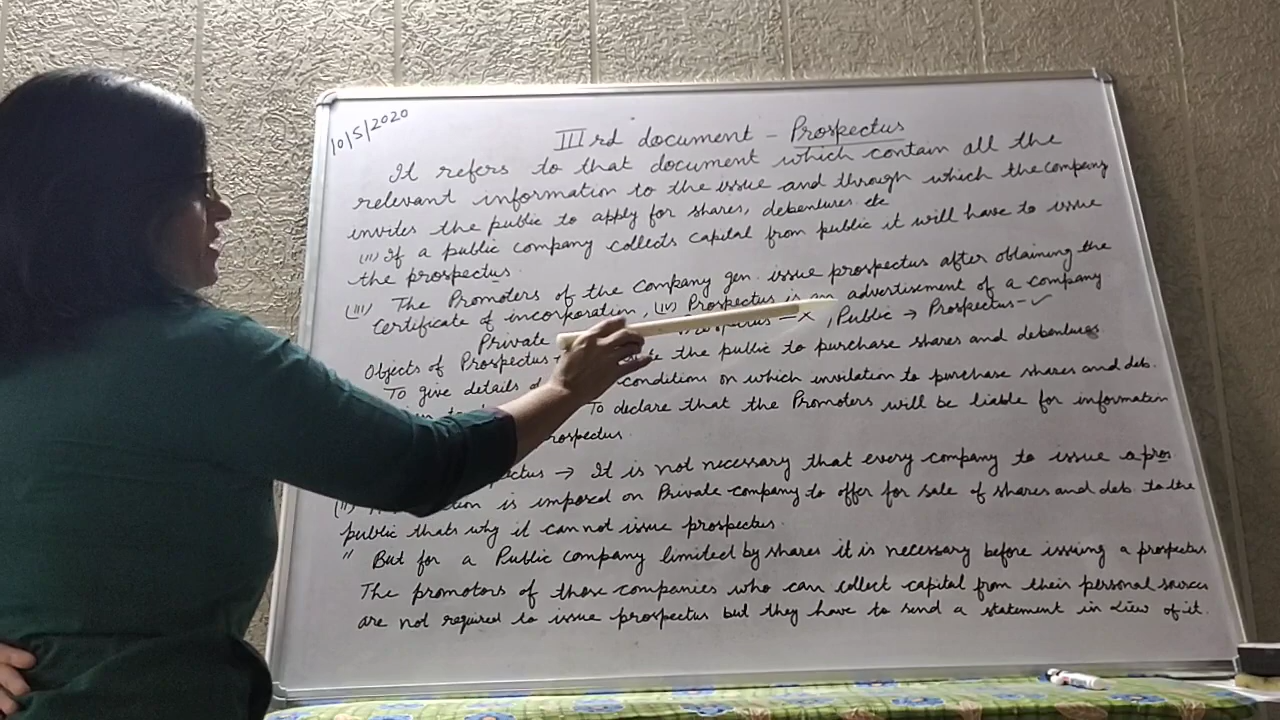 10/5/2020
IIIrd document - Prospectus
It refers to that document which contain all the
relevant information to the issue and through which the company
invites the public to apply for shares, debentures etc
(II) If a public company collects capital from public it will have to issue
the prospectus.
(III) The Promoters of the company gen. issue prospectus after obtaining the
Certificate of incorporation, (IV) Prospectus is an advertisement of a company
Private — X, Public → Prospectus - ✓
Objects of Prospectus the public to purchase shares and debentures
To give details conditions on which invitation to purchase shares and deb.
To declare that the Promoters will be liable for information
prospectus.
→ It is not necessary that every company to issue a pros.
(II) is imposed on Private company to offer for sale of shares and deb. to the
public thats why it can not issue prospectus.
" But for a Public company limited by shares it is necessary before issuing a prospectus
The promotors of those companies who can collect capital from their personal sources
are not required to issue prospectus but they have to send a statement in Lieu of it.